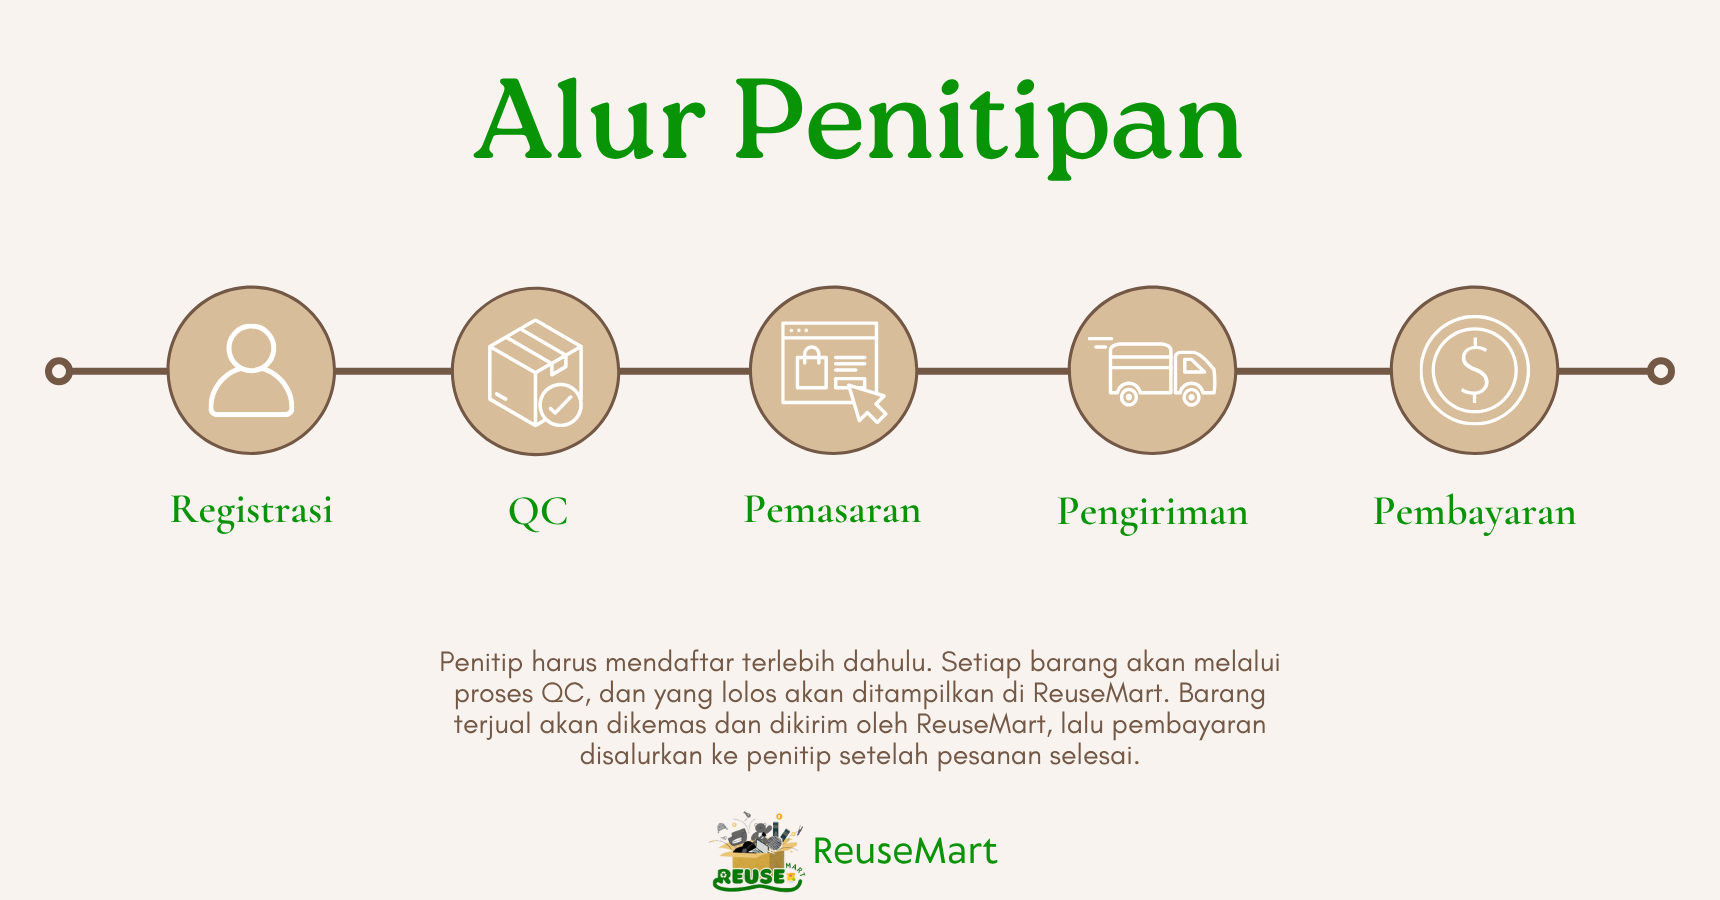 Alur Penitipan
Registrasi
QC
Pemasaran
Pengiriman
Pembayaran
Penitip harus mendaftar terlebih dahulu. Setiap barang akan melalui
proses QC, dan yang lolos akan ditampilkan di ReuseMart. Barang
terjual akan dikemas dan dikirim oleh ReuseMart, lalu pembayaran
disalurkan ke penitip setelah pesanan selesai.
REUSE MART
ReuseMart